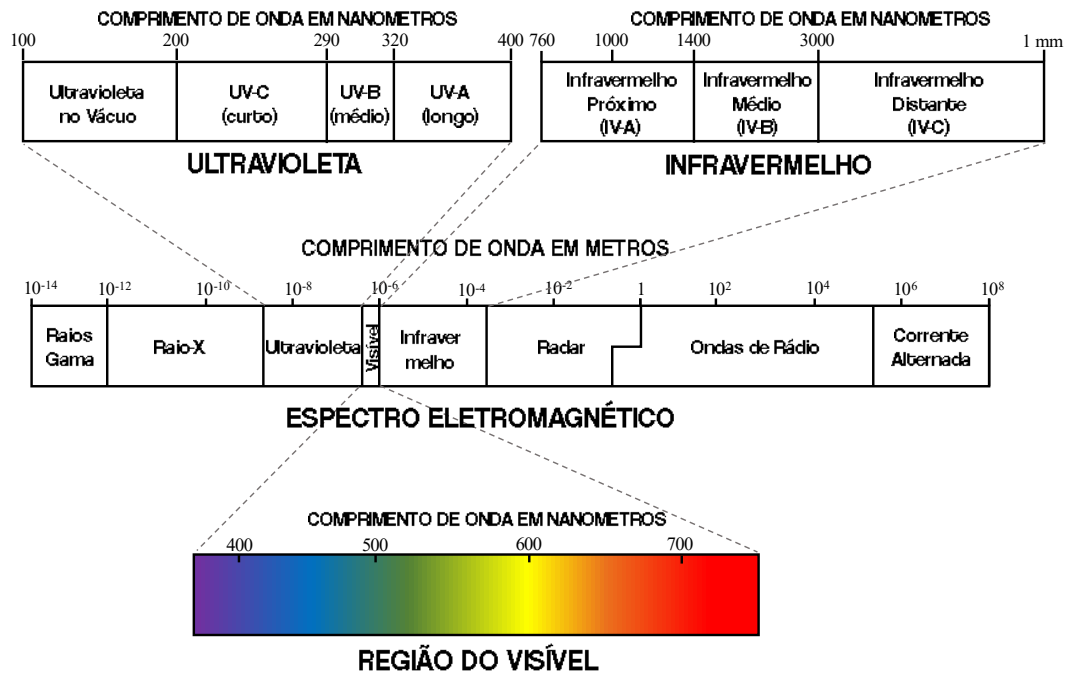 COMPRIMENTO DE ONDA EM NANOMETROS
100 200 290 320 400
Ultravioleta
no Vácuo
UV-C
(curto)
UV-B
(médio)
UV-A
(longo)
ULTRAVIOLETA
COMPRIMENTO DE ONDA EM NANOMETROS
760 1000 1400 3000 1 mm
Infravermelho
Próximo
(IV-A)
Infravermelho
Médio
(IV-B)
Infravermelho
Distante
(IV-C)
INFRAVERMELHO
COMPRIMENTO DE ONDA EM METROS
10⁻¹⁴ 10⁻¹² 10⁻¹⁰ 10⁻⁸ 10⁻⁶ 10⁻⁴ 10⁻² 1 10² 10⁴ 10⁶ 10⁸
Raios
Gama
Raio-X
Ultravioleta
Visível
Infraver
melho
Radar
Ondas de Rádio
Corrente
Alternada
ESPECTRO ELETROMAGNÉTICO
COMPRIMENTO DE ONDA EM NANOMETROS
400 500 600 700
REGIÃO DO VISÍVEL